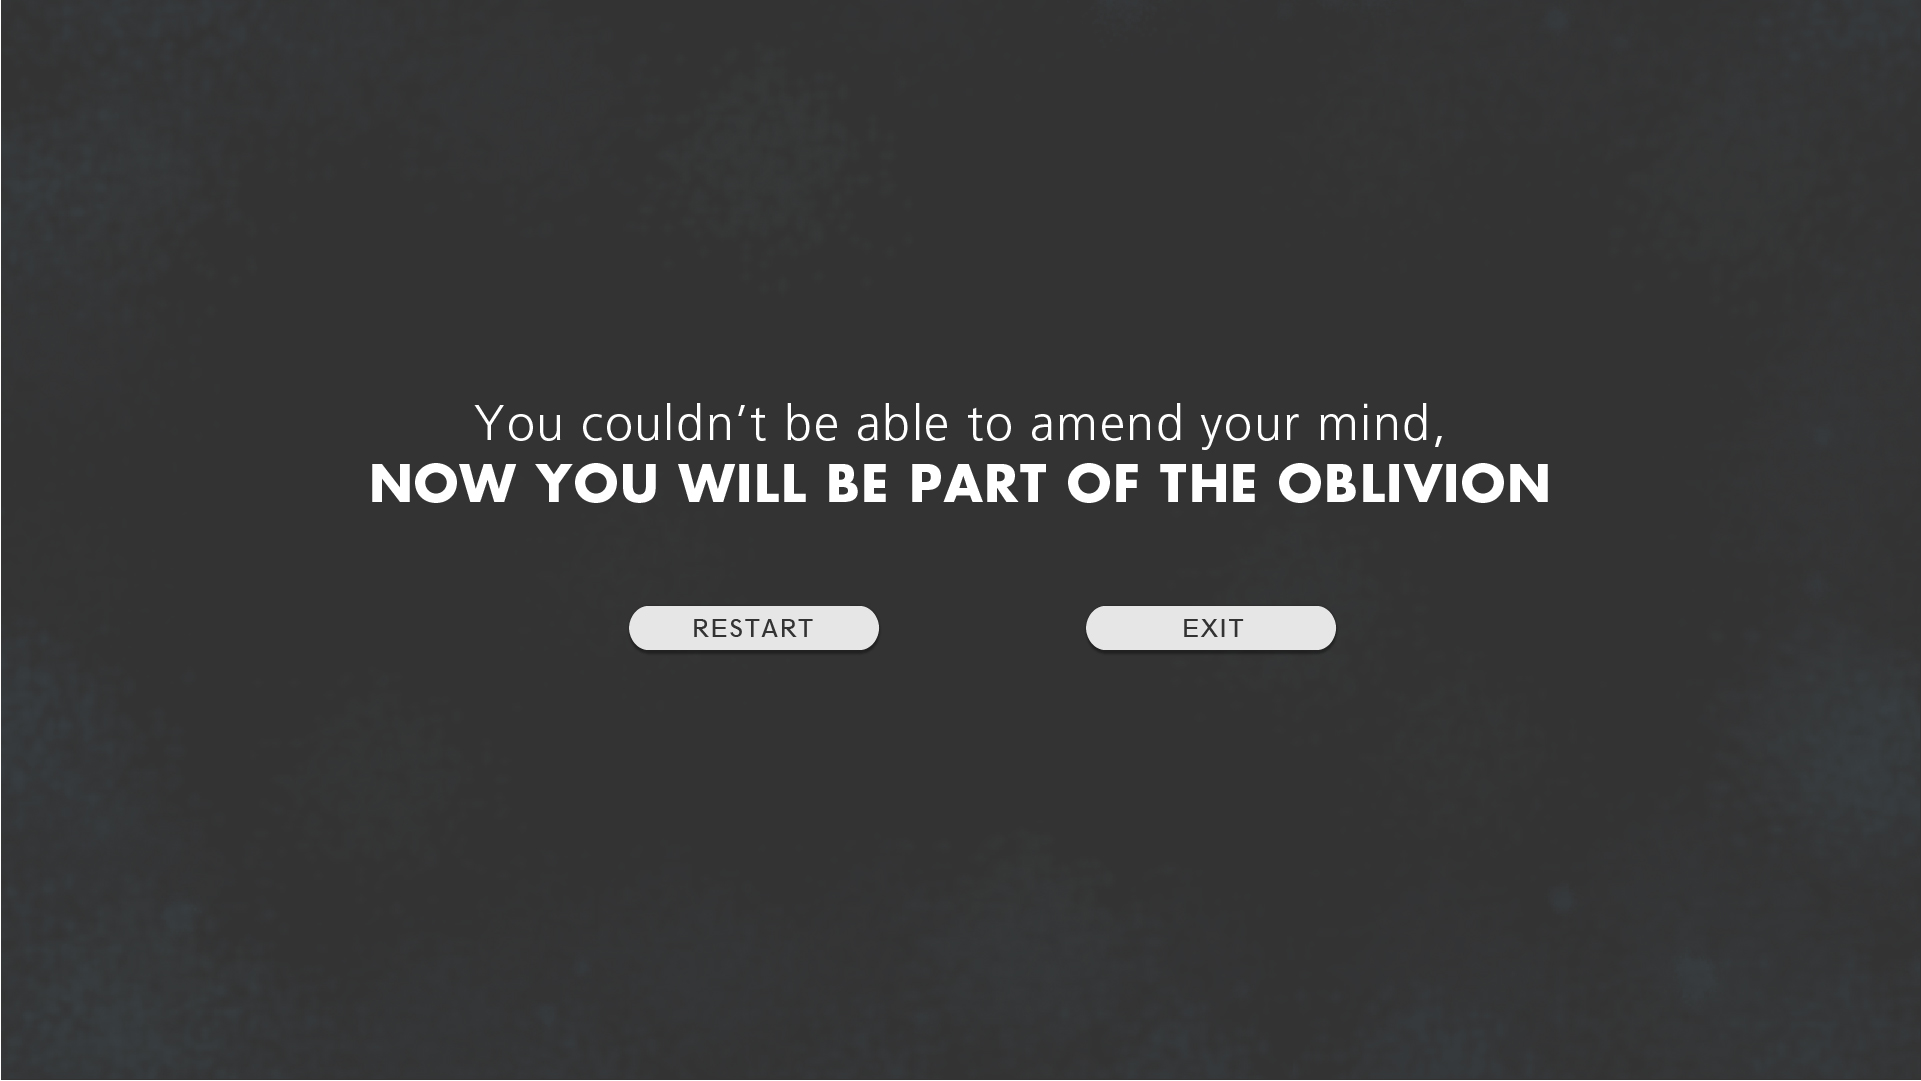 You couldn’t be able to amend your mind,
NOW YOU WILL BE PART OF THE OBLIVION
RESTART
EXIT